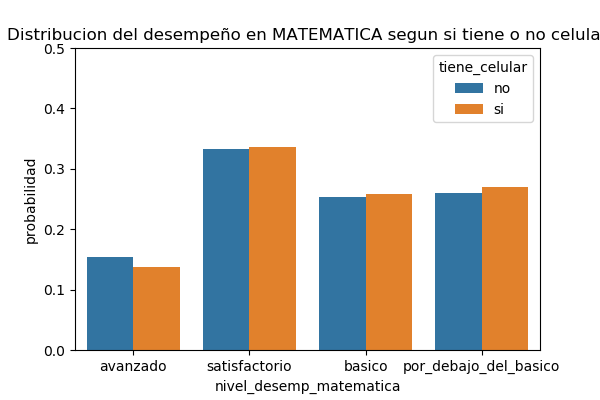 Distribucion del desempeño en MATEMATICA segun si tiene o no celula
0.5
0.4
0.3
0.2
0.1
0.0
probabilidad
tiene_celular
no
si
avanzado
satisfactorio
basico
por_debajo_del_basico
nivel_desemp_matematica